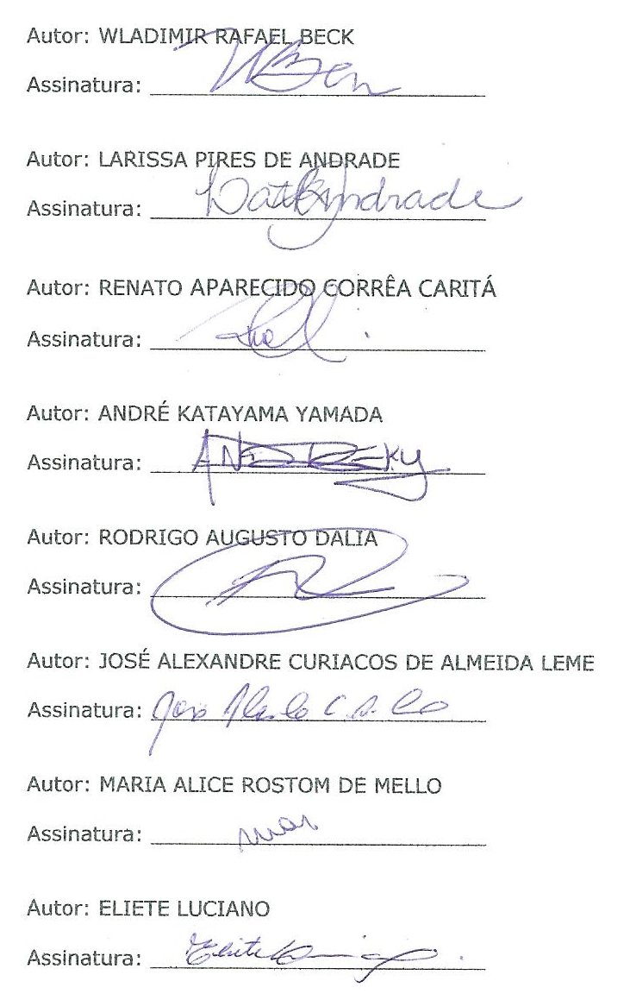 Autor: WLADIMIR RAFAEL BECK
Assinatura:
Autor: LARISSA PIRES DE ANDRADE
Assinatura: Andrade
Autor: RENATO APARECIDO CORRÊA CARITÁ
Assinatura:
Autor: ANDRÉ KATAYAMA YAMADA
Assinatura:
Autor: RODRIGO AUGUSTO DALIA
Assinatura:
Autor: JOSÉ ALEXANDRE CURIACOS DE ALMEIDA LEME
Assinatura:
Autor: MARIA ALICE ROSTOM DE MELLO
Assinatura:
Autor: ELIETE LUCIANO
Assinatura: